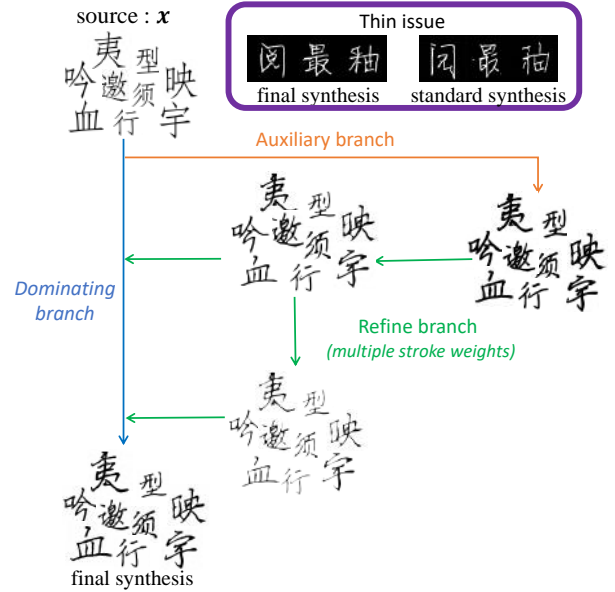 source : x
夷 型
吟 邀 须 映
血 行 宇
Thin issue
阅 最 釉
final synthesis
阅 最 釉
standard synthesis
Auxiliary branch
夷 型
吟 邀 须 映
血 行 宇
夷 型
吟 邀 须 映
血 行 宇
Dominating
branch
Refine branch
(multiple stroke weights)
夷 型
吟 邀 须 映
血 行 宇
夷 型
吟 邀 须 映
血 行 宇
final synthesis